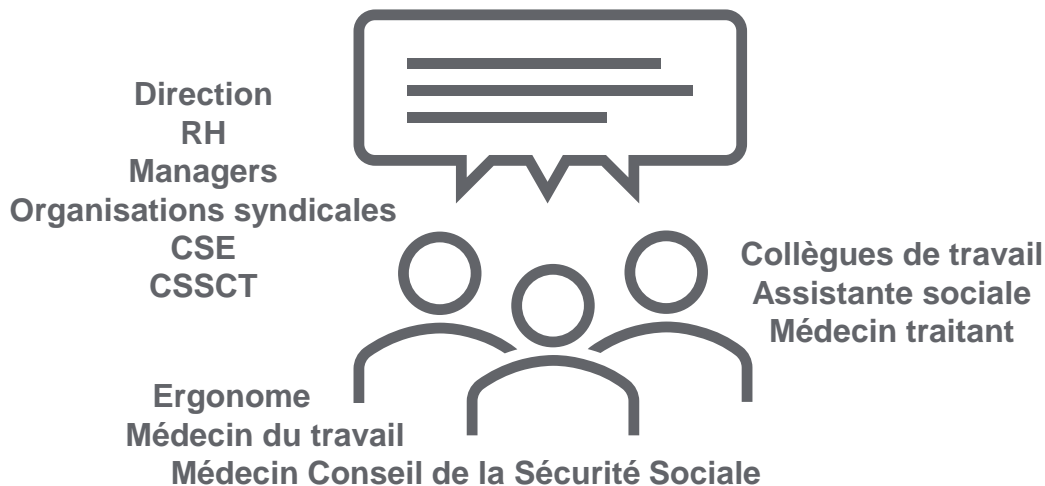 Direction
RH
Managers
Organisations syndicales
CSE
CSSCT
Collègues de travail
Assistante sociale
Médecin traitant
Ergonome
Médecin du travail
Médecin Conseil de la Sécurité Sociale